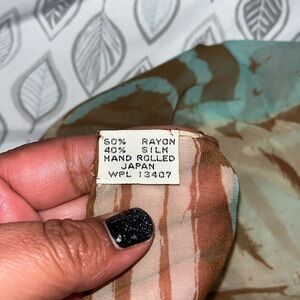 60% RAYON
40% SILK
HAND ROLLED
JAPAN
WPL 13407